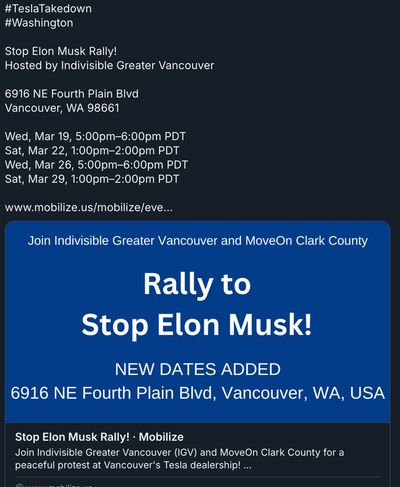 #TeslaTakedown
#Washington
Stop Elon Musk Rally!
Hosted by Indivisible Greater Vancouver
6916 NE Fourth Plain Blvd
Vancouver, WA 98661
Wed, Mar 19, 5:00pm–6:00pm PDT
Sat, Mar 22, 1:00pm–2:00pm PDT
Wed, Mar 26, 5:00pm–6:00pm PDT
Sat, Mar 29, 1:00pm–2:00pm PDT
www.mobilize.us/mobilize/eve...
Join Indivisible Greater Vancouver and MoveOn Clark County
Rally to
Stop Elon Musk!
NEW DATES ADDED
6916 NE Fourth Plain Blvd, Vancouver, WA, USA
Stop Elon Musk Rally! · Mobilize
Join Indivisible Greater Vancouver (IGV) and MoveOn Clark County for a
peaceful protest at Vancouver's Tesla dealership! ...